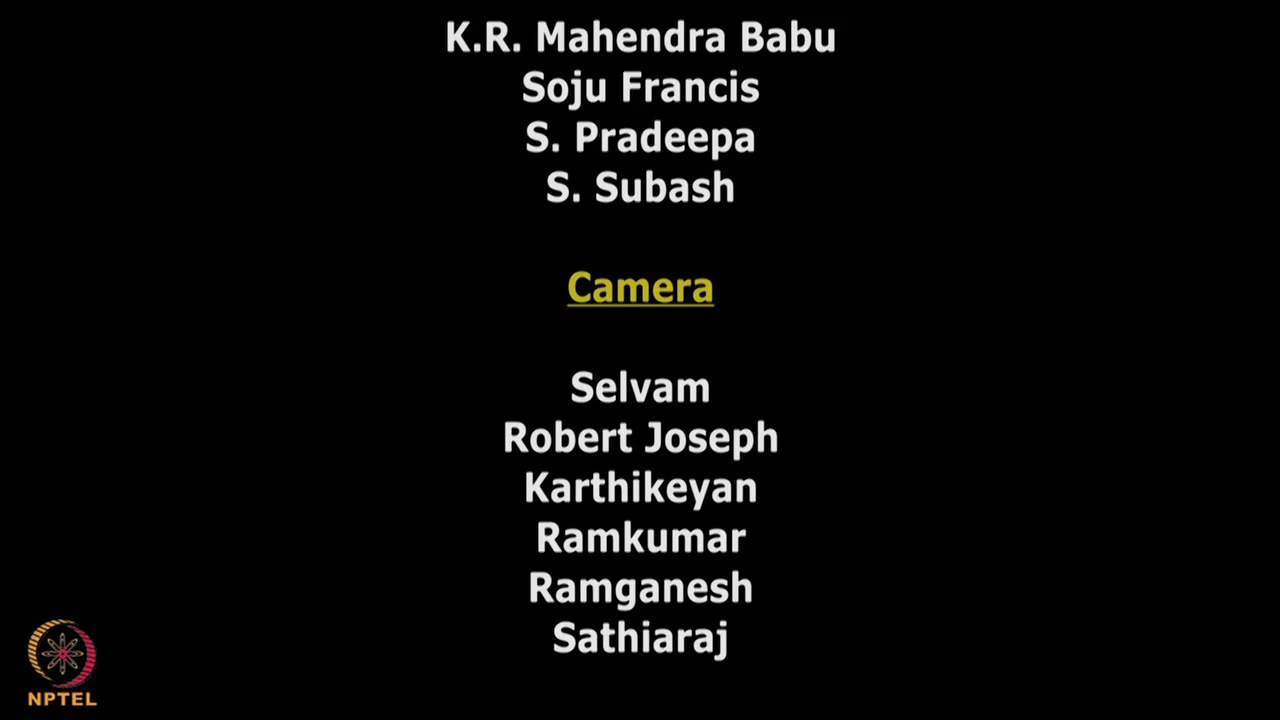 K.R. Mahendra Babu
Soju Francis
S. Pradeepa
S. Subash
Camera
Selvam
Robert Joseph
Karthikeyan
Ramkumar
Ramganesh
Sathiaraj
NPTEL